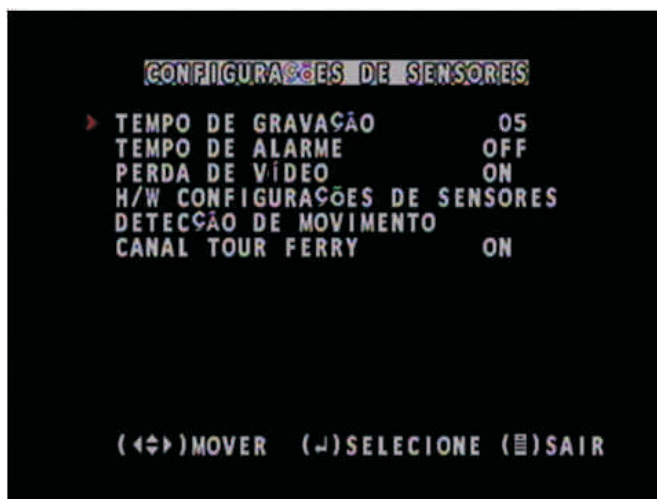 CONFIGURAÇÕES DE SENSORES
TEMPO DE GRAVAÇÃO 05
TEMPO DE ALARME OFF
PERDA DE VÍDEO ON
H/W CONFIGURAÇÕES DE SENSORES
DETECÇÃO DE MOVIMENTO
CANAL TOUR FERRY ON
(◀◆▶)MOVER (↵)SELECIONE (≣)SAIR